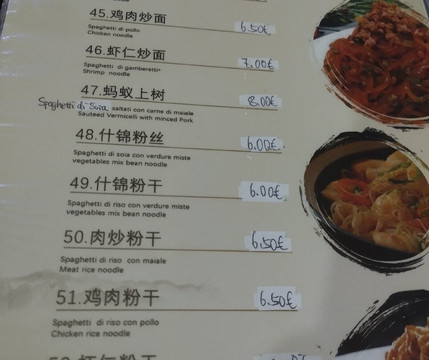 45.鸡肉炒面 6.50€
Spaghetti di pollo
Chicken noodle
46.虾仁炒面 7.00€
Spaghetti di gamberetti
Shrimp noodle
47.蚂蚁上树 8.00€
Spaghetti di Soia saltati con carne di maiale
Sauteed Vermicelli with minced Pork
48.什锦粉丝 6.00€
Spaghetti di soia con verdure miste
vegetables mix bean noodle
49.什锦粉干 6.00€
Spaghetti di riso con verdure miste
vegetables mix bean noodle
50.肉炒粉干 6.50€
Spaghetti di riso con maiale
Meat rice noodle
51.鸡肉粉干 6.50€
Spaghetti di riso con pollo
Chicken rice noodle